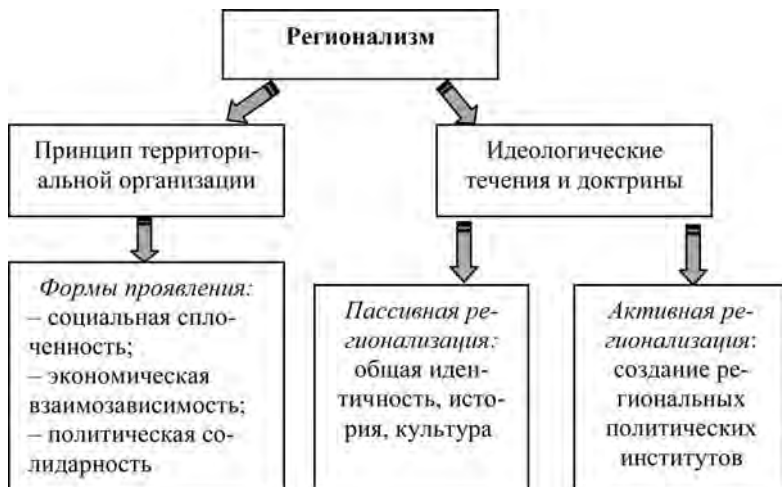 Регионализм
Принцип территори-
альной организации
Идеологические
течения и доктрины
Формы проявления:
– социальная спло-
ченность;
– экономическая
взаимозависимость;
– политическая со-
лидарность
Пассивная ре-
гионализация:
общая иден-
тичность, исто-
рия, культура
Активная ре-
гионализация:
создание ре-
гиональных
политических
институтов